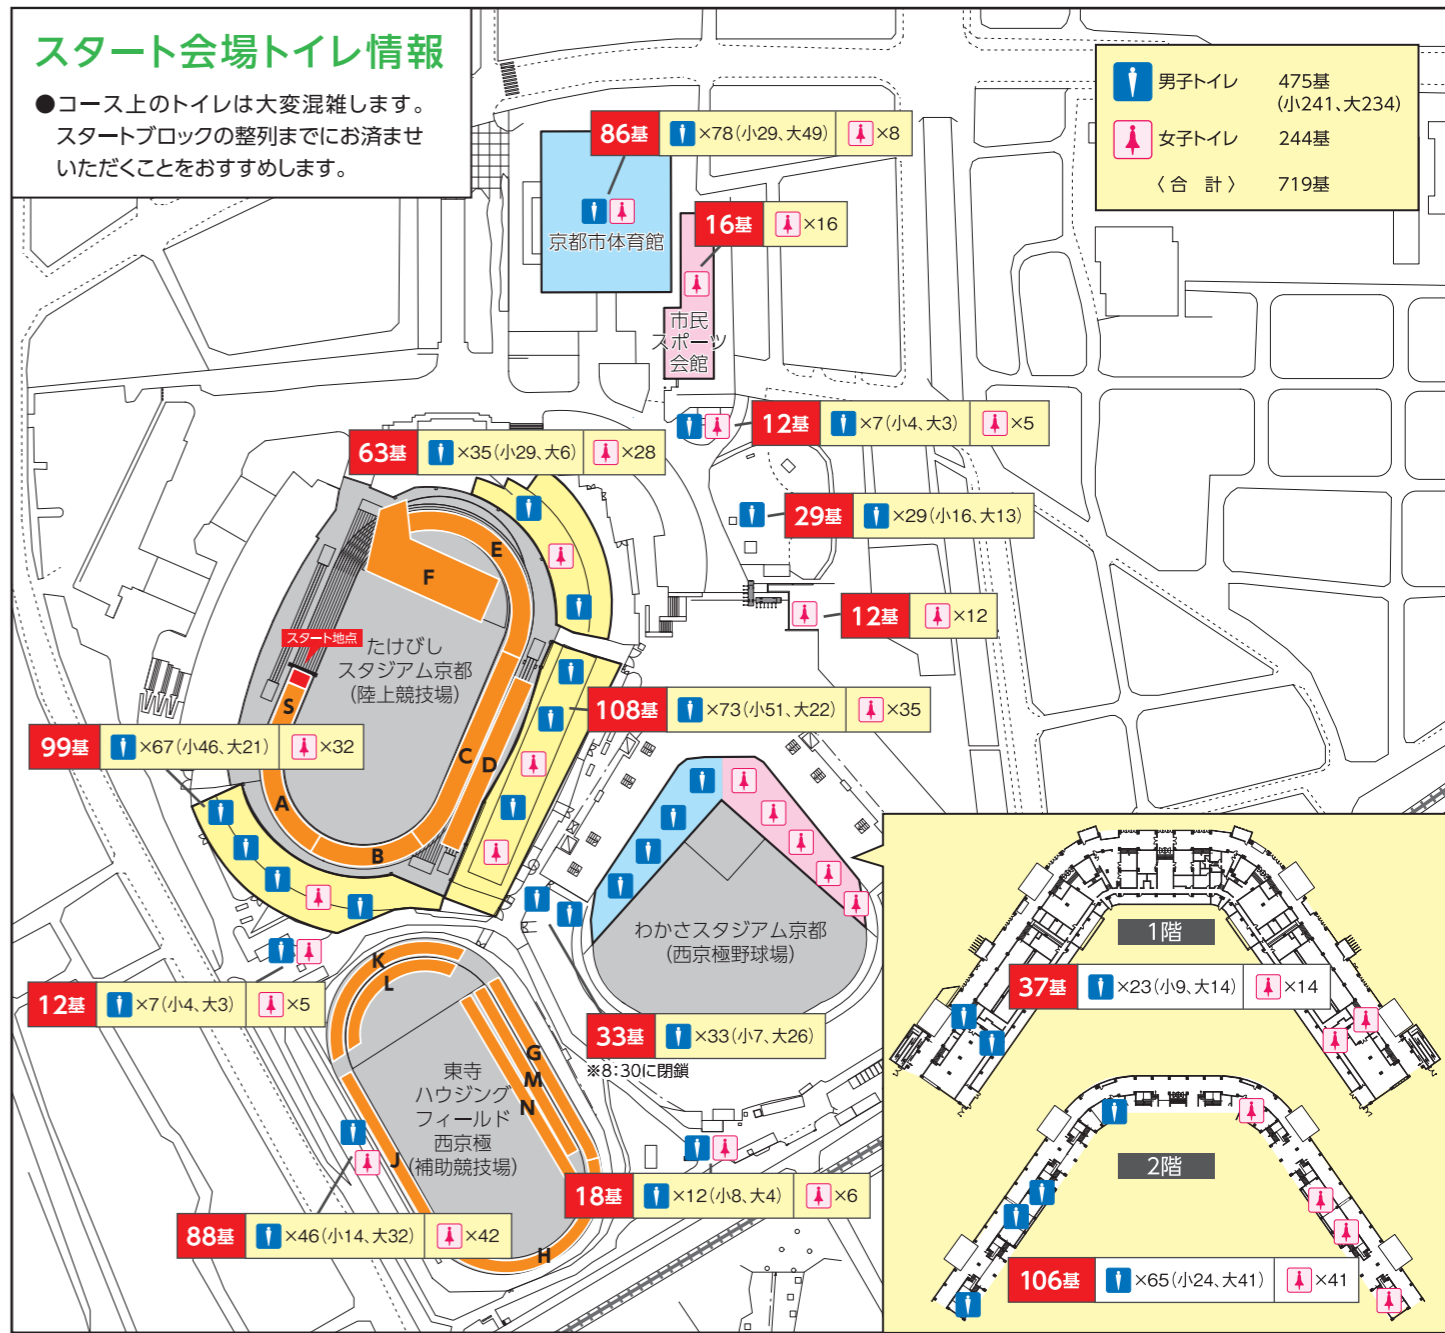 スタート会場トイレ情報
●コース上のトイレは大変混雑します。
スタートブロックの整列までにお済ませ
いただくことをおすすめします。
男子トイレ 475基
(小241、大234)
女子トイレ 244基
〈合 計〉 719基
86基 ×78(小29、大49) ×8
京都市体育館
16基 ×16
市民
スポーツ
会館
12基 ×7(小4、大3) ×5
63基 ×35(小29、大6) ×28
29基 ×29(小16、大13)
12基 ×12
E
F
スタート地点
たけびし
スタジアム京都
(陸上競技場)
S
108基 ×73(小51、大22) ×35
99基 ×67(小46、大21) ×32
C
D
A
B
わかさスタジアム京都
(西京極野球場)
12基 ×7(小4、大3) ×5
K
L
33基 ×33(小7、大26)
※8:30に閉鎖
G
M
N
東寺
ハウジング
フィールド
西京極
(補助競技場)
J
H
18基 ×12(小8、大4) ×6
88基 ×46(小14、大32) ×42
1階
37基 ×23(小9、大14) ×14
2階
106基 ×65(小24、大41) ×41